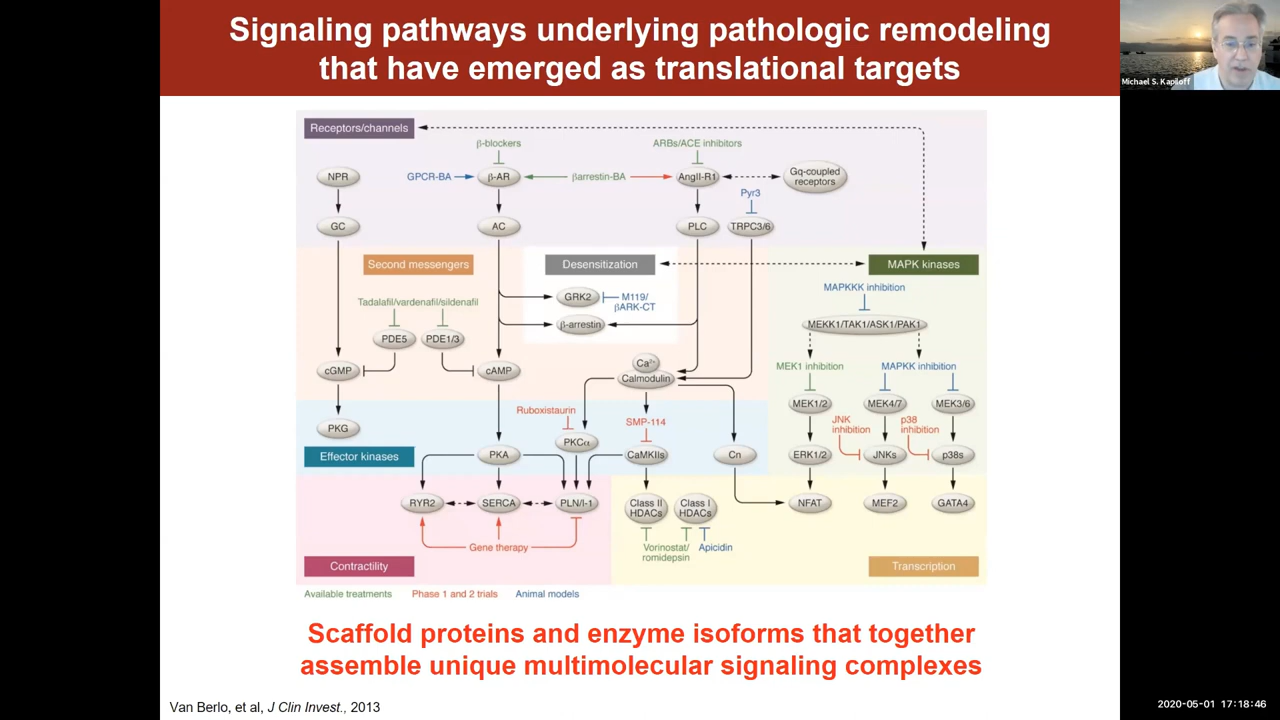 Signaling pathways underlying pathologic remodeling
that have emerged as translational targets
Michael S. Kapiloff
Receptors/channels
β-blockers
ARBs/ACE inhibitors
NPR
GPCR-BA
β-AR
βarrestin-BA
AngII-R1
Gq-coupled
receptors
Pyr3
GC
AC
PLC
TRPC3/6
Second messengers
Desensitization
MAPK kinases
MAPKKK inhibition
Tadalafil/vardenafil/sildenafil
GRK2
M119/
βARK-CT
β-arrestin
MEKK1/TAK1/ASK1/PAK1
PDE5
PDE1/3
cGMP
cAMP
Ca²⁺
Calmodulin
MEK1 inhibition
MAPKK inhibition
MEK1/2
MEK4/7
MEK3/6
Ruboxistaurin
SMP-114
JNK
inhibition
p38
inhibition
PKG
PKCα
Effector kinases
PKA
CaMKIIs
Cn
ERK1/2
JNKs
p38s
RYR2
SERCA
PLN/I-1
Class II
HDACs
Class I
HDACs
NFAT
MEF2
GATA4
Gene therapy
Vorinostat/
romidepsin
Apicidin
Contractility
Transcription
Available treatments
Phase 1 and 2 trials
Animal models
Scaffold proteins and enzyme isoforms that together
assemble unique multimolecular signaling complexes
Van Berlo, et al, J Clin Invest., 2013
2020-05-01 17:18:46